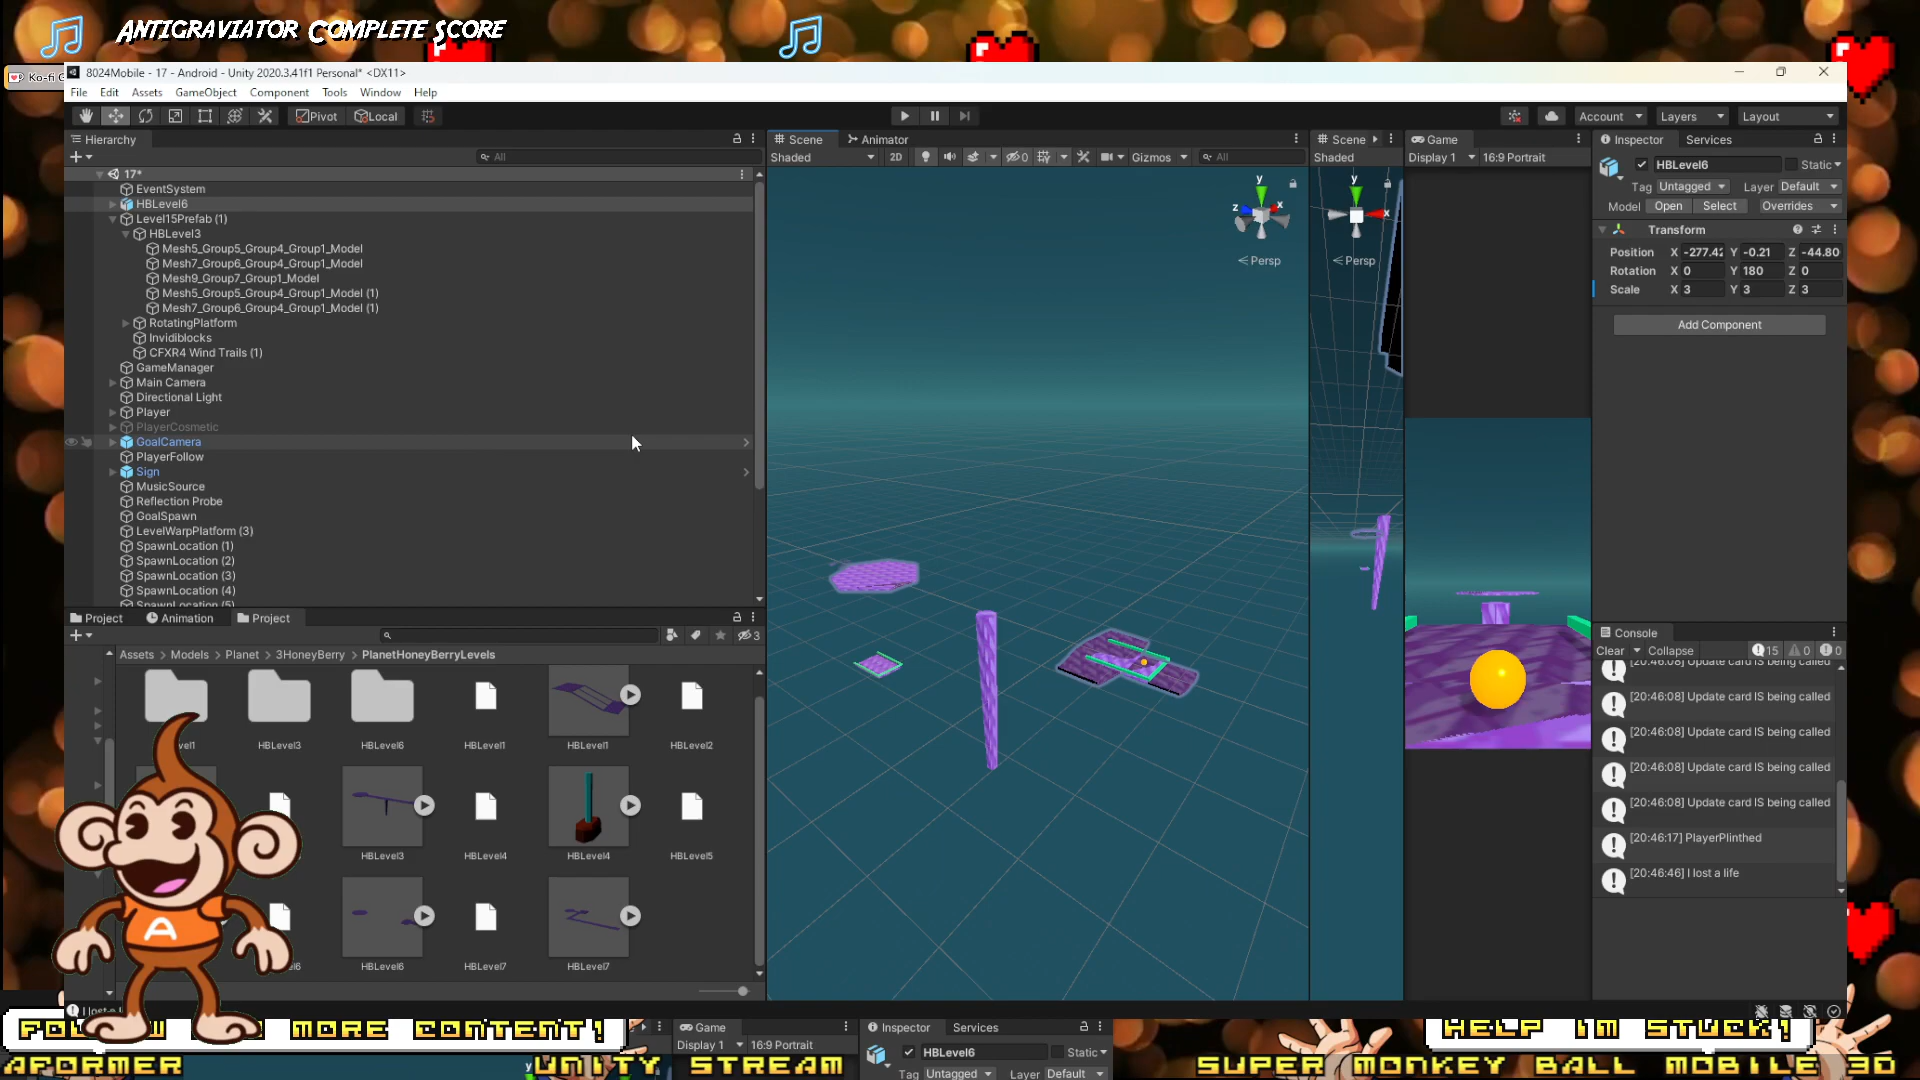 ANTIGRAVIATOR COMPLETE SCORE
Ko-fi
8024Mobile - 17 - Android - Unity 2020.3.41f1 Personal* <DX11>
File Edit Assets GameObject Component Tools Window Help
Pivot Local Account Layers Layout
Hierarchy Scene Animator Scene Game Inspector Services
All Shaded 2D 0 Gizmos All Shaded Display 1 16:9 Portrait
HBLevel6 Static
Tag Untagged Layer Default
Model Open Select Overrides
Transform
Position X -277.42 Y -0.21 Z -44.80
Rotation X 0 Y 180 Z 0
Scale X 3 Y 3 Z 3
Add Component
17*
EventSystem
HBLevel6
Level15Prefab (1)
HBLevel3
Mesh5_Group5_Group4_Group1_Model
Mesh7_Group6_Group4_Group1_Model
Mesh9_Group7_Group1_Model
Mesh5_Group5_Group4_Group1_Model (1)
Mesh7_Group6_Group4_Group1_Model (1)
RotatingPlatform
Invidiblocks
CFXR4 Wind Trails (1)
GameManager
Main Camera
Directional Light
Player
PlayerCosmetic
GoalCamera
PlayerFollow
Sign
MusicSource
Reflection Probe
GoalSpawn
LevelWarpPlatform (3)
SpawnLocation (1)
SpawnLocation (2)
SpawnLocation (3)
SpawnLocation (4)
SpawnLocation (5)
y z x Persp
y x Persp
Project Animation Project
3
Assets > Models > Planet > 3HoneyBerry > PlanetHoneyBerryLevels
vel1 HBLevel3 HBLevel6 HBLevel1 HBLevel1 HBLevel2
HBLevel3 HBLevel4 HBLevel4 HBLevel5
HBLevel6 HBLevel7 HBLevel7
A
Console
Clear Collapse 15 0 0
[20:46:08] Update card IS being called
[20:46:08] Update card IS being called
[20:46:08] Update card IS being called
[20:46:08] Update card IS being called
[20:46:08] Update card IS being called
[20:46:17] PlayerPlinthed
[20:46:46] I lost a life
MORE CONTENT!
HELP IM STUCK!
Game Inspector Services
Display 1 16:9 Portrait HBLevel6 Static
Tag Untagged Layer Default
AFORMER UNITY STREAM SUPER MONKEY BALL MOBILE 3D